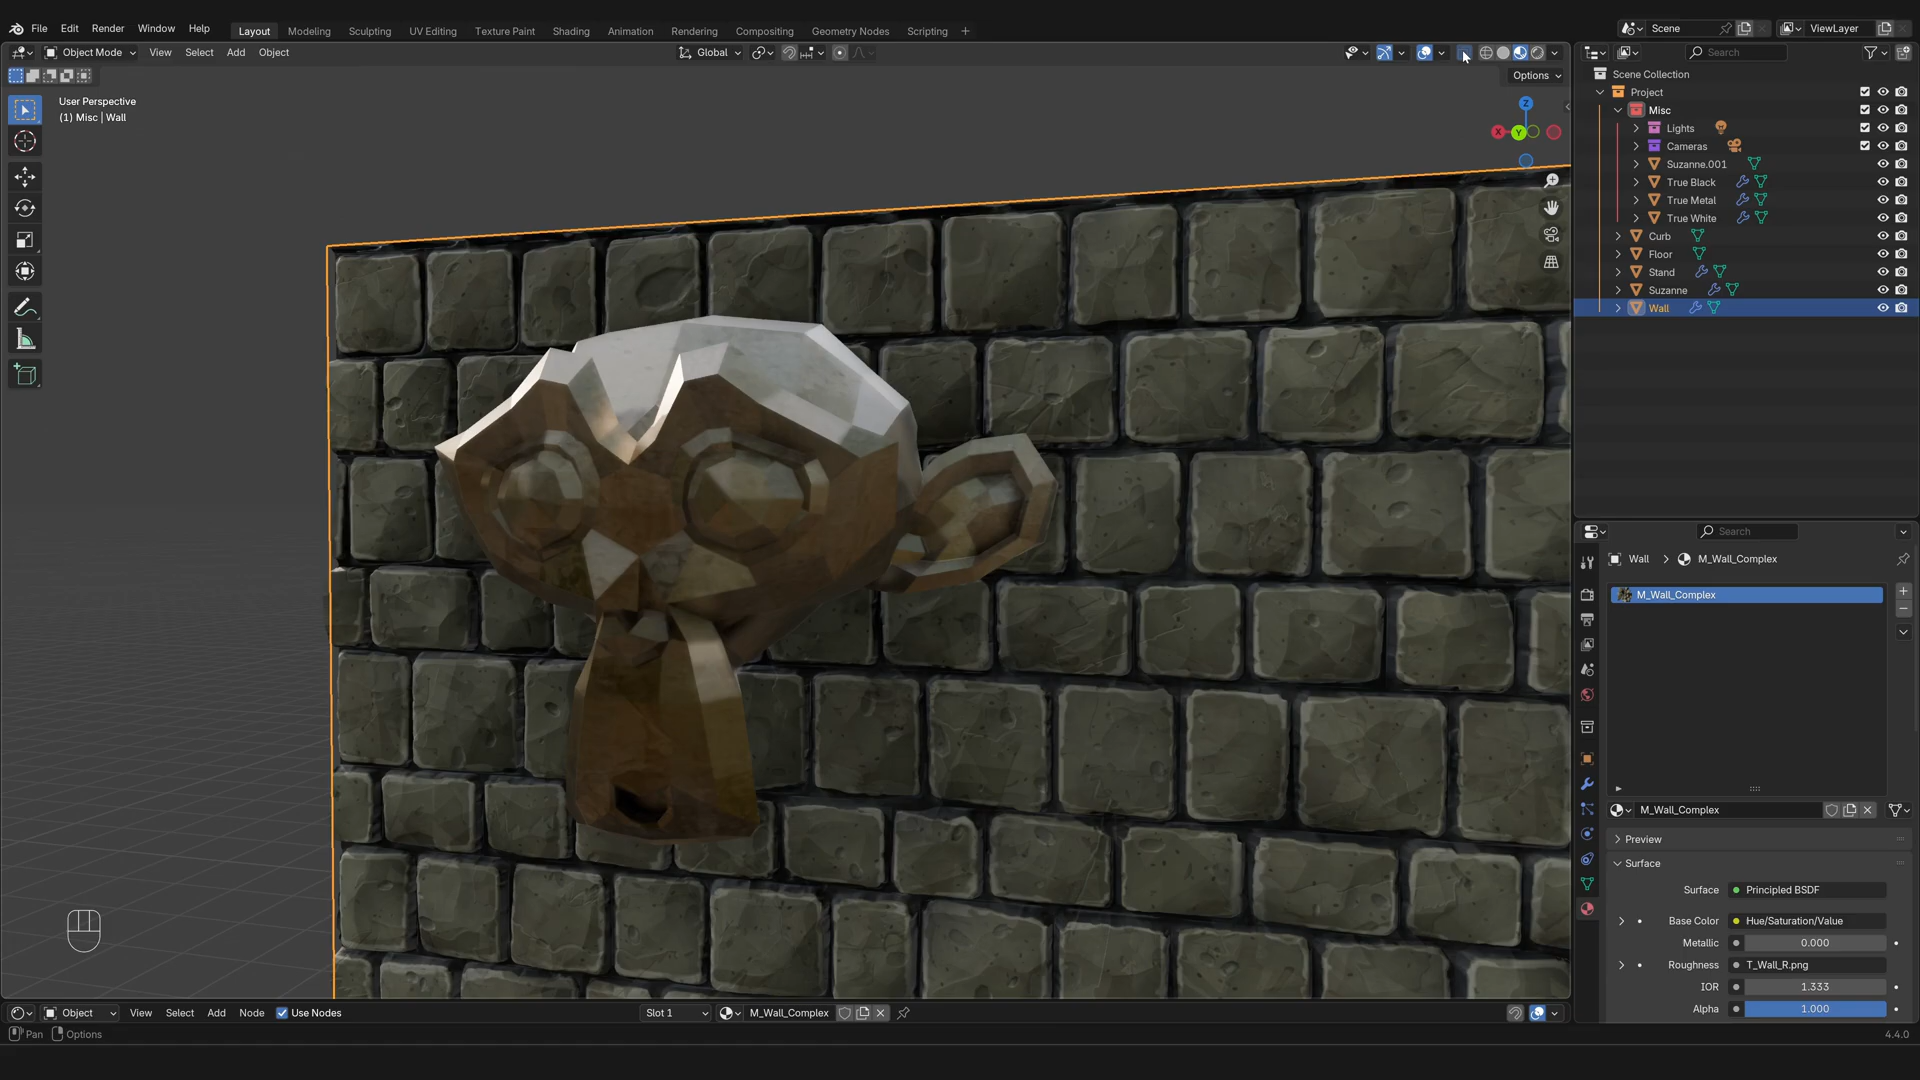 File Edit Render Window Help
Layout Modeling Sculpting UV Editing Texture Paint Shading Animation Rendering Compositing Geometry Nodes Scripting +
Scene
ViewLayer
Object Mode View Select Add Object
Global
Search
Options
User Perspective
(1) Misc | Wall
Z
X
Y
Scene Collection
Project
Misc
Lights
Cameras
Suzanne.001
True Black
True Metal
True White
Curb
Floor
Stand
Suzanne
Wall
Search
Wall > M_Wall_Complex
M_Wall_Complex
M_Wall_Complex
Preview
Surface
Surface Principled BSDF
Base Color Hue/Saturation/Value
Metallic 0.000
Roughness T_Wall_R.png
IOR 1.333
Alpha 1.000
Object View Select Add Node Use Nodes
Slot 1
M_Wall_Complex
Pan Options
4.4.0